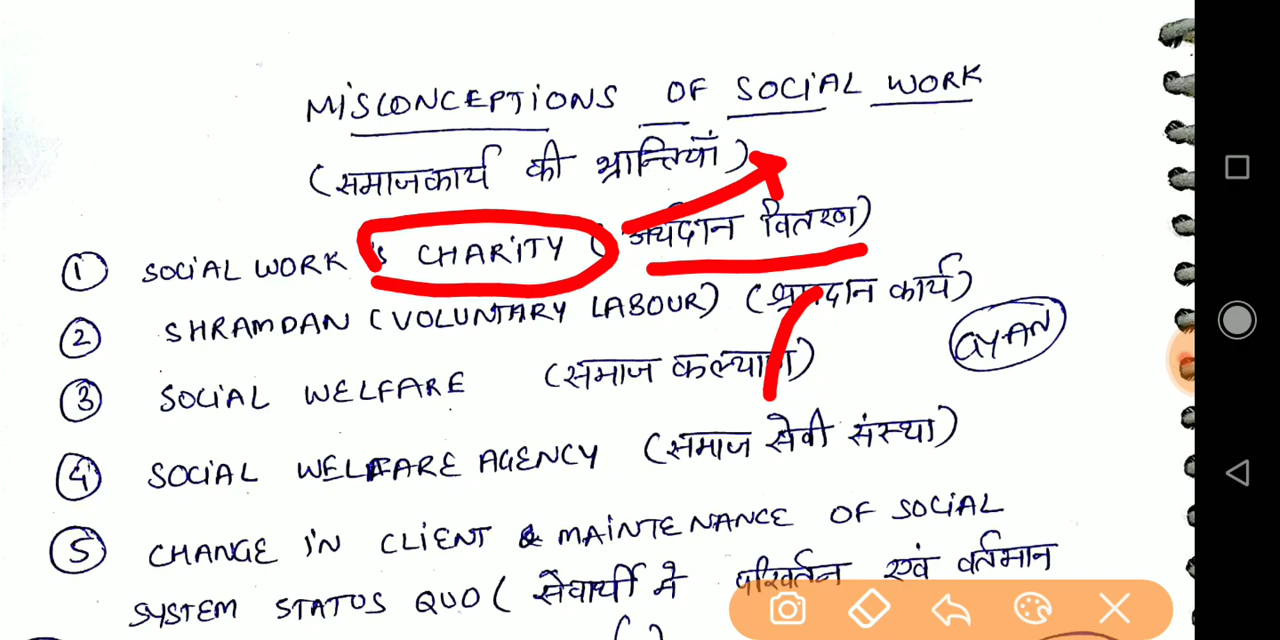 MISCONCEPTIONS OF SOCIAL WORK
(समाजकार्य की भ्रान्तियाँ)
① SOCIAL WORK is CHARITY ( वितरण)
② SHRAMDAN (VOLUNTARY LABOUR) (श्रमदान कार्य)
③ SOCIAL WELFARE (समाज कल्याण)
GYAN
④ SOCIAL WELFARE AGENCY (समाज सेवी संस्था)
⑤ CHANGE IN CLIENT & MAINTENANCE OF SOCIAL
SYSTEM STATUS QUO ( सेवार्थी मे परिवर्तन एवं वर्तमान